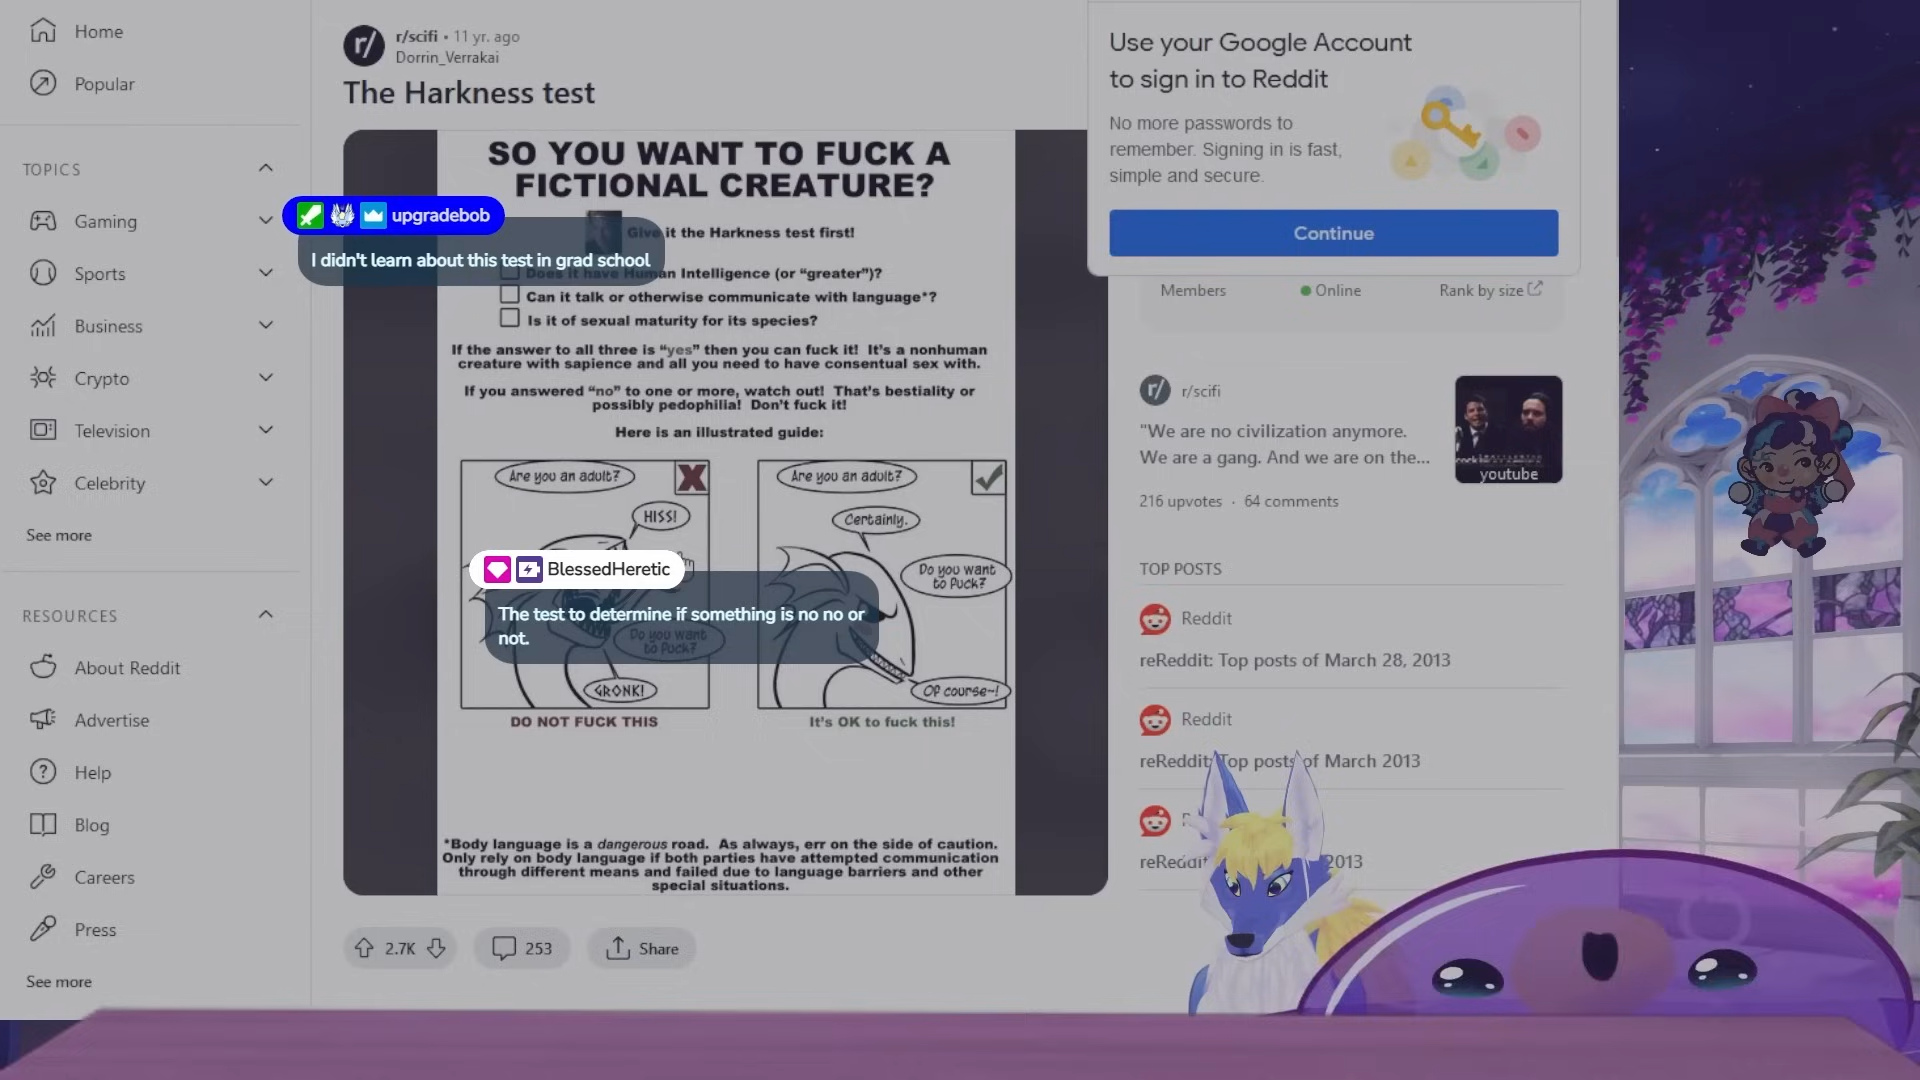 Home
Popular
TOPICS
Gaming
Sports
Business
Crypto
Television
Celebrity
See more
RESOURCES
About Reddit
Advertise
Help
Blog
Careers
Press
See more
r/scifi • 11 yr. ago
Dorrin_Verrakai
The Harkness test
SO YOU WANT TO FUCK A
FICTIONAL CREATURE?
Give it the Harkness test first!
Does it have Human Intelligence (or “greater”)?
Can it talk or otherwise communicate with language*?
Is it of sexual maturity for its species?
If the answer to all three is “yes” then you can fuck it! It’s a nonhuman
creature with sapience and all you need to have consentual sex with.
If you answered “no” to one or more, watch out! That’s bestiality or
possibly pedophilia! Don’t fuck it!
Here is an illustrated guide:
Are you an adult?
HISS!
Do you want
to fuck?
GRONK!
DO NOT FUCK THIS
Are you an adult?
Certainly.
Do you want
to fuck?
Of course~!
It’s OK to fuck this!
*Body language is a dangerous road. As always, err on the side of caution.
Only rely on body language if both parties have attempted communication
through different means and failed due to language barriers and other
special situations.
upgradebob
I didn't learn about this test in grad school
BlessedHeretic
The test to determine if something is no no or
not.
2.7K
253
Share
Use your Google Account
to sign in to Reddit
No more passwords to
remember. Signing in is fast,
simple and secure.
Continue
Members
Online
Rank by size
r/scifi
"We are no civilization anymore.
We are a gang. And we are on the...
youtube
216 upvotes · 64 comments
TOP POSTS
Reddit
reReddit: Top posts of March 28, 2013
Reddit
reReddit: Top posts of March 2013
reReddit
2013